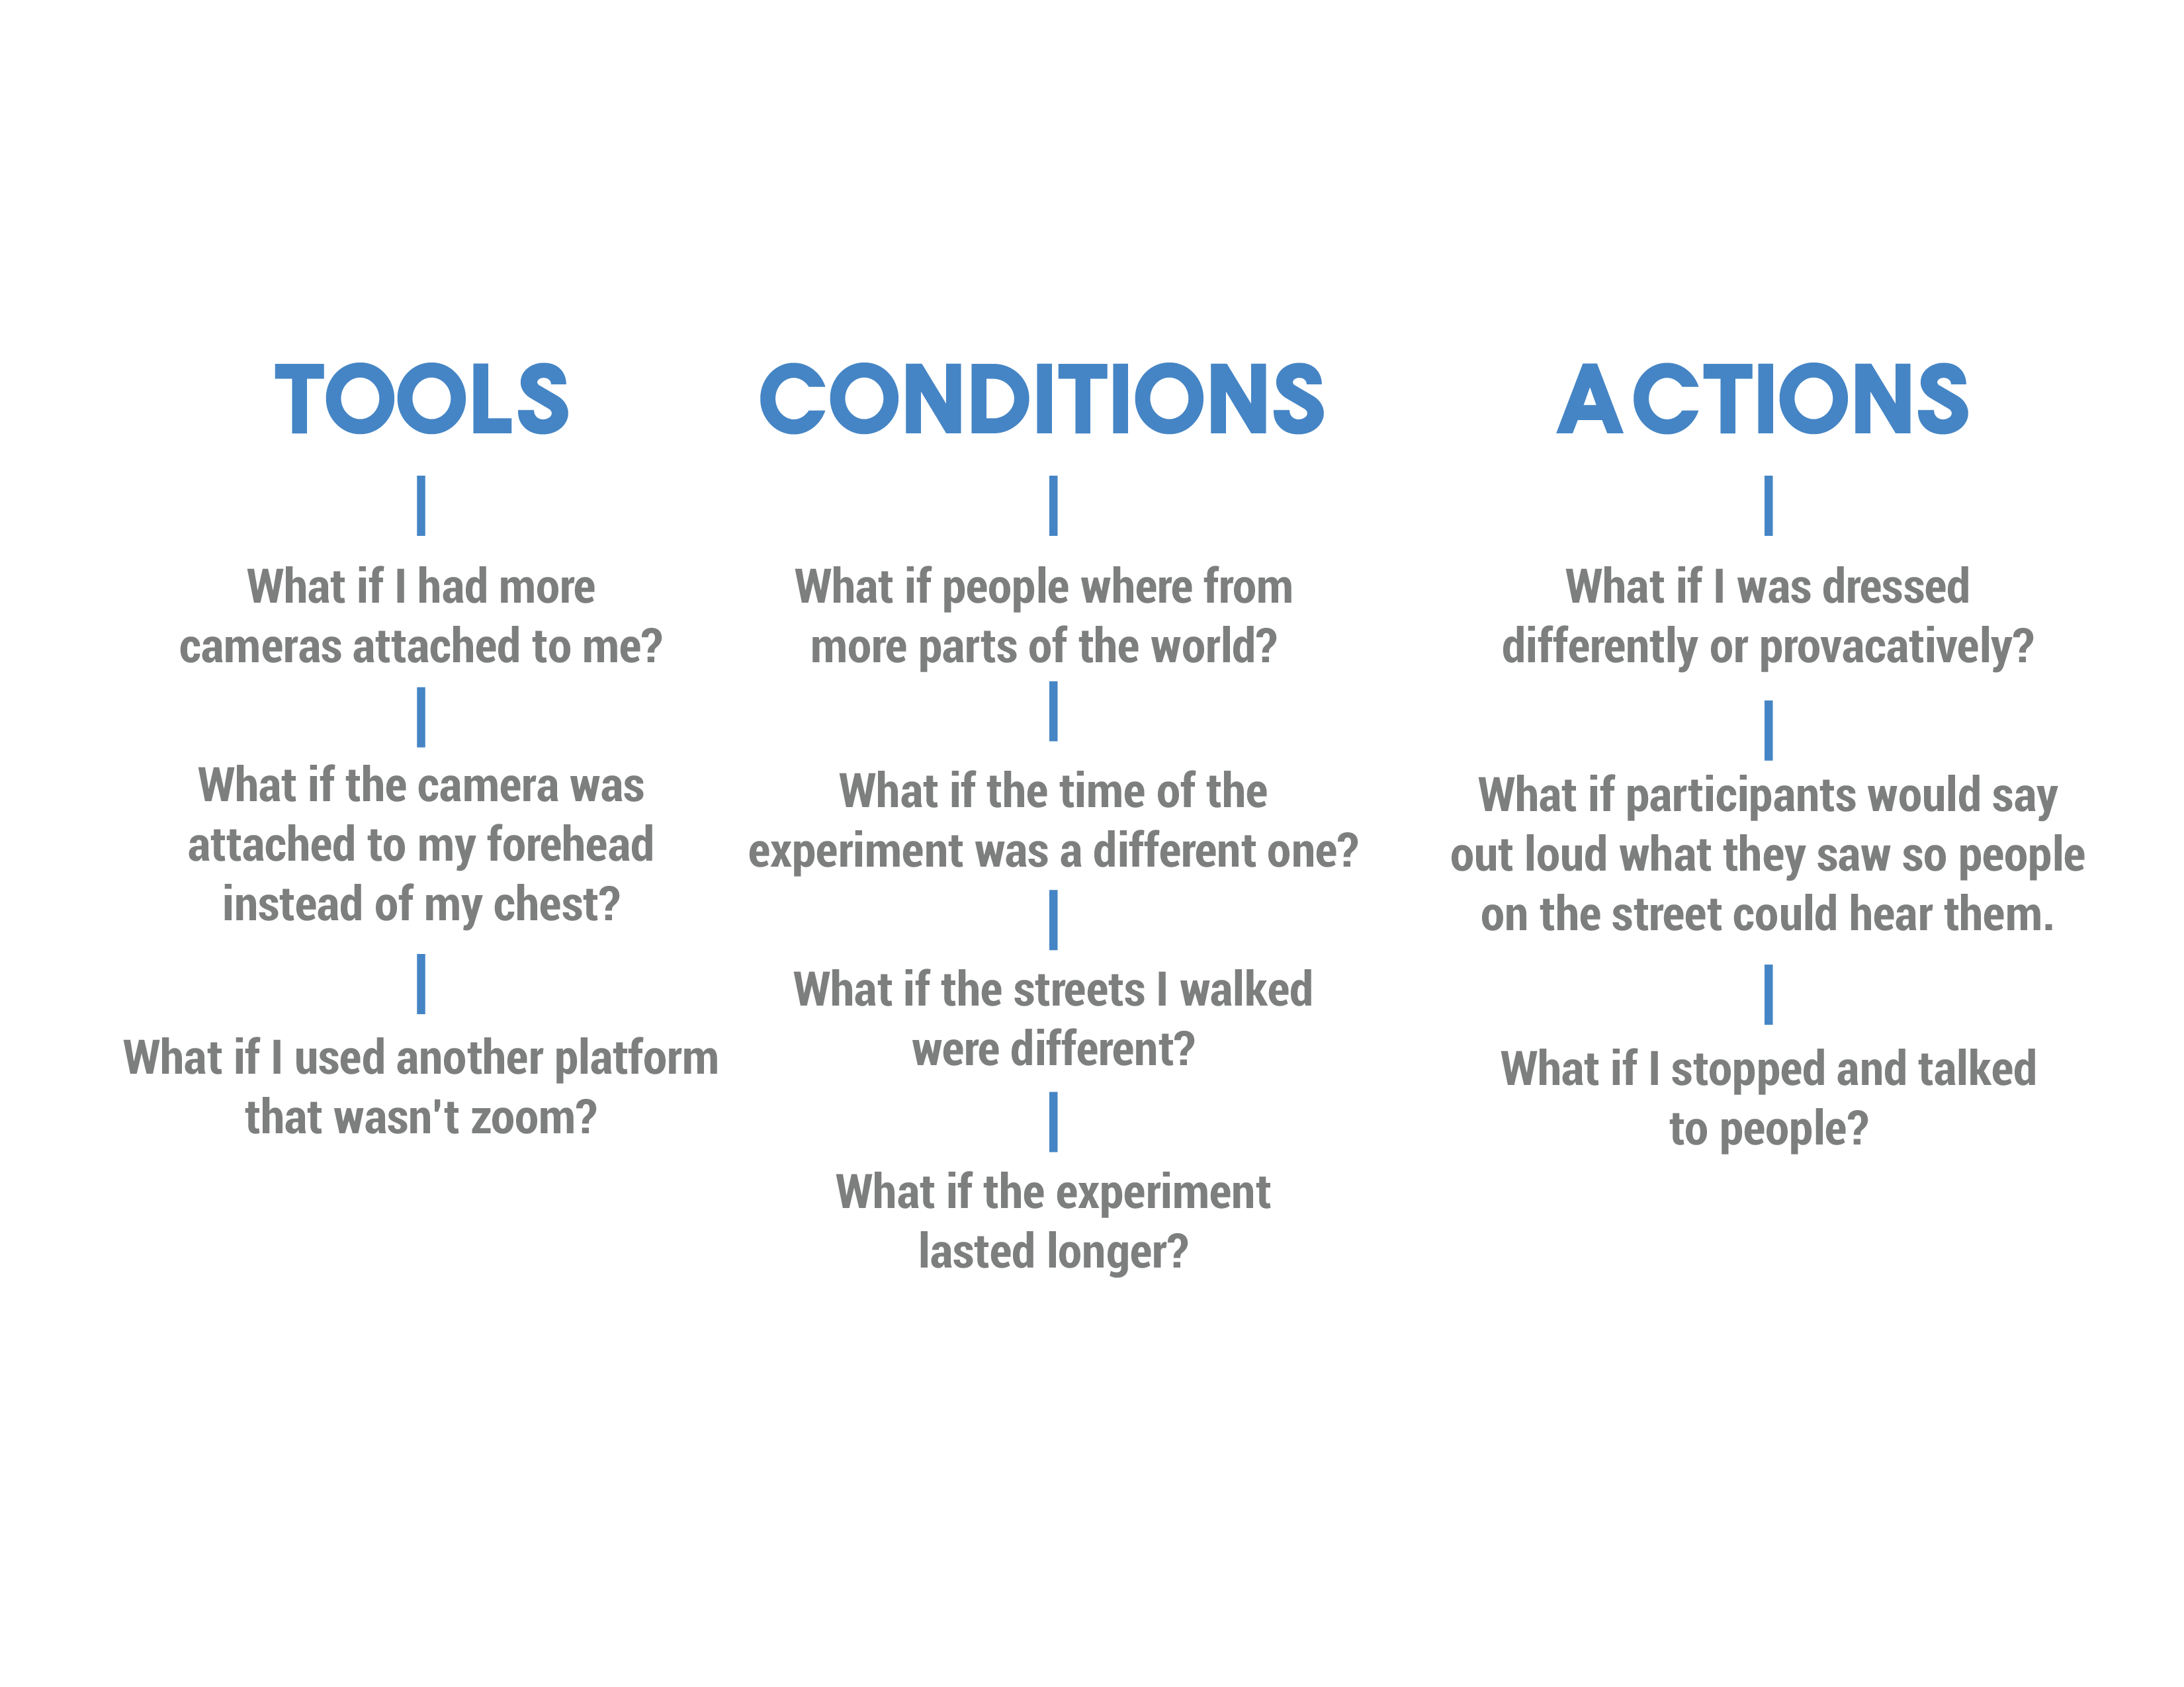 TOOLS
What if I had more
cameras attached to me?
What if the camera was
attached to my forehead
instead of my chest?
What if I used another platform
that wasn't zoom?
CONDITIONS
What if people where from
more parts of the world?
What if the time of the
experiment was a different one?
What if the streets I walked
were different?
What if the experiment
lasted longer?
ACTIONS
What if I was dressed
differently or provacatively?
What if participants would say
out loud what they saw so people
on the street could hear them.
What if I stopped and talked
to people?